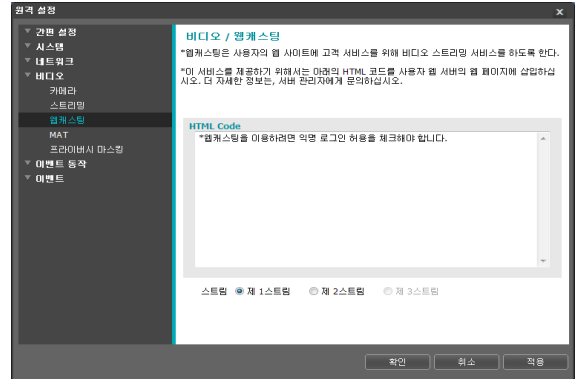 원격 설정
x
간편 설정
시스템
네트워크
비디오
카메라
스트리밍
웹캐스팅
MAT
프라이버시 마스킹
이벤트 동작
이벤트
비디오 / 웹캐스팅
*웹캐스팅은 사용자의 웹 사이트에 고객 서비스를 위해 비디오 스트리밍 서비스를 하도록 한다.
*이 서비스를 제공하기 위해서는 아래의 HTML 코드를 사용자 웹 서버의 웹 페이지에 삽입하십
시오. 더 자세한 정보는, 서버 관리자에게 문의하십시오.
HTML Code
*웹캐스팅을 이용하려면 익명 로그인 허용을 체크해야 합니다.
스트림 제 1스트림 제 2스트림 제 3스트림
확인 취소 적용